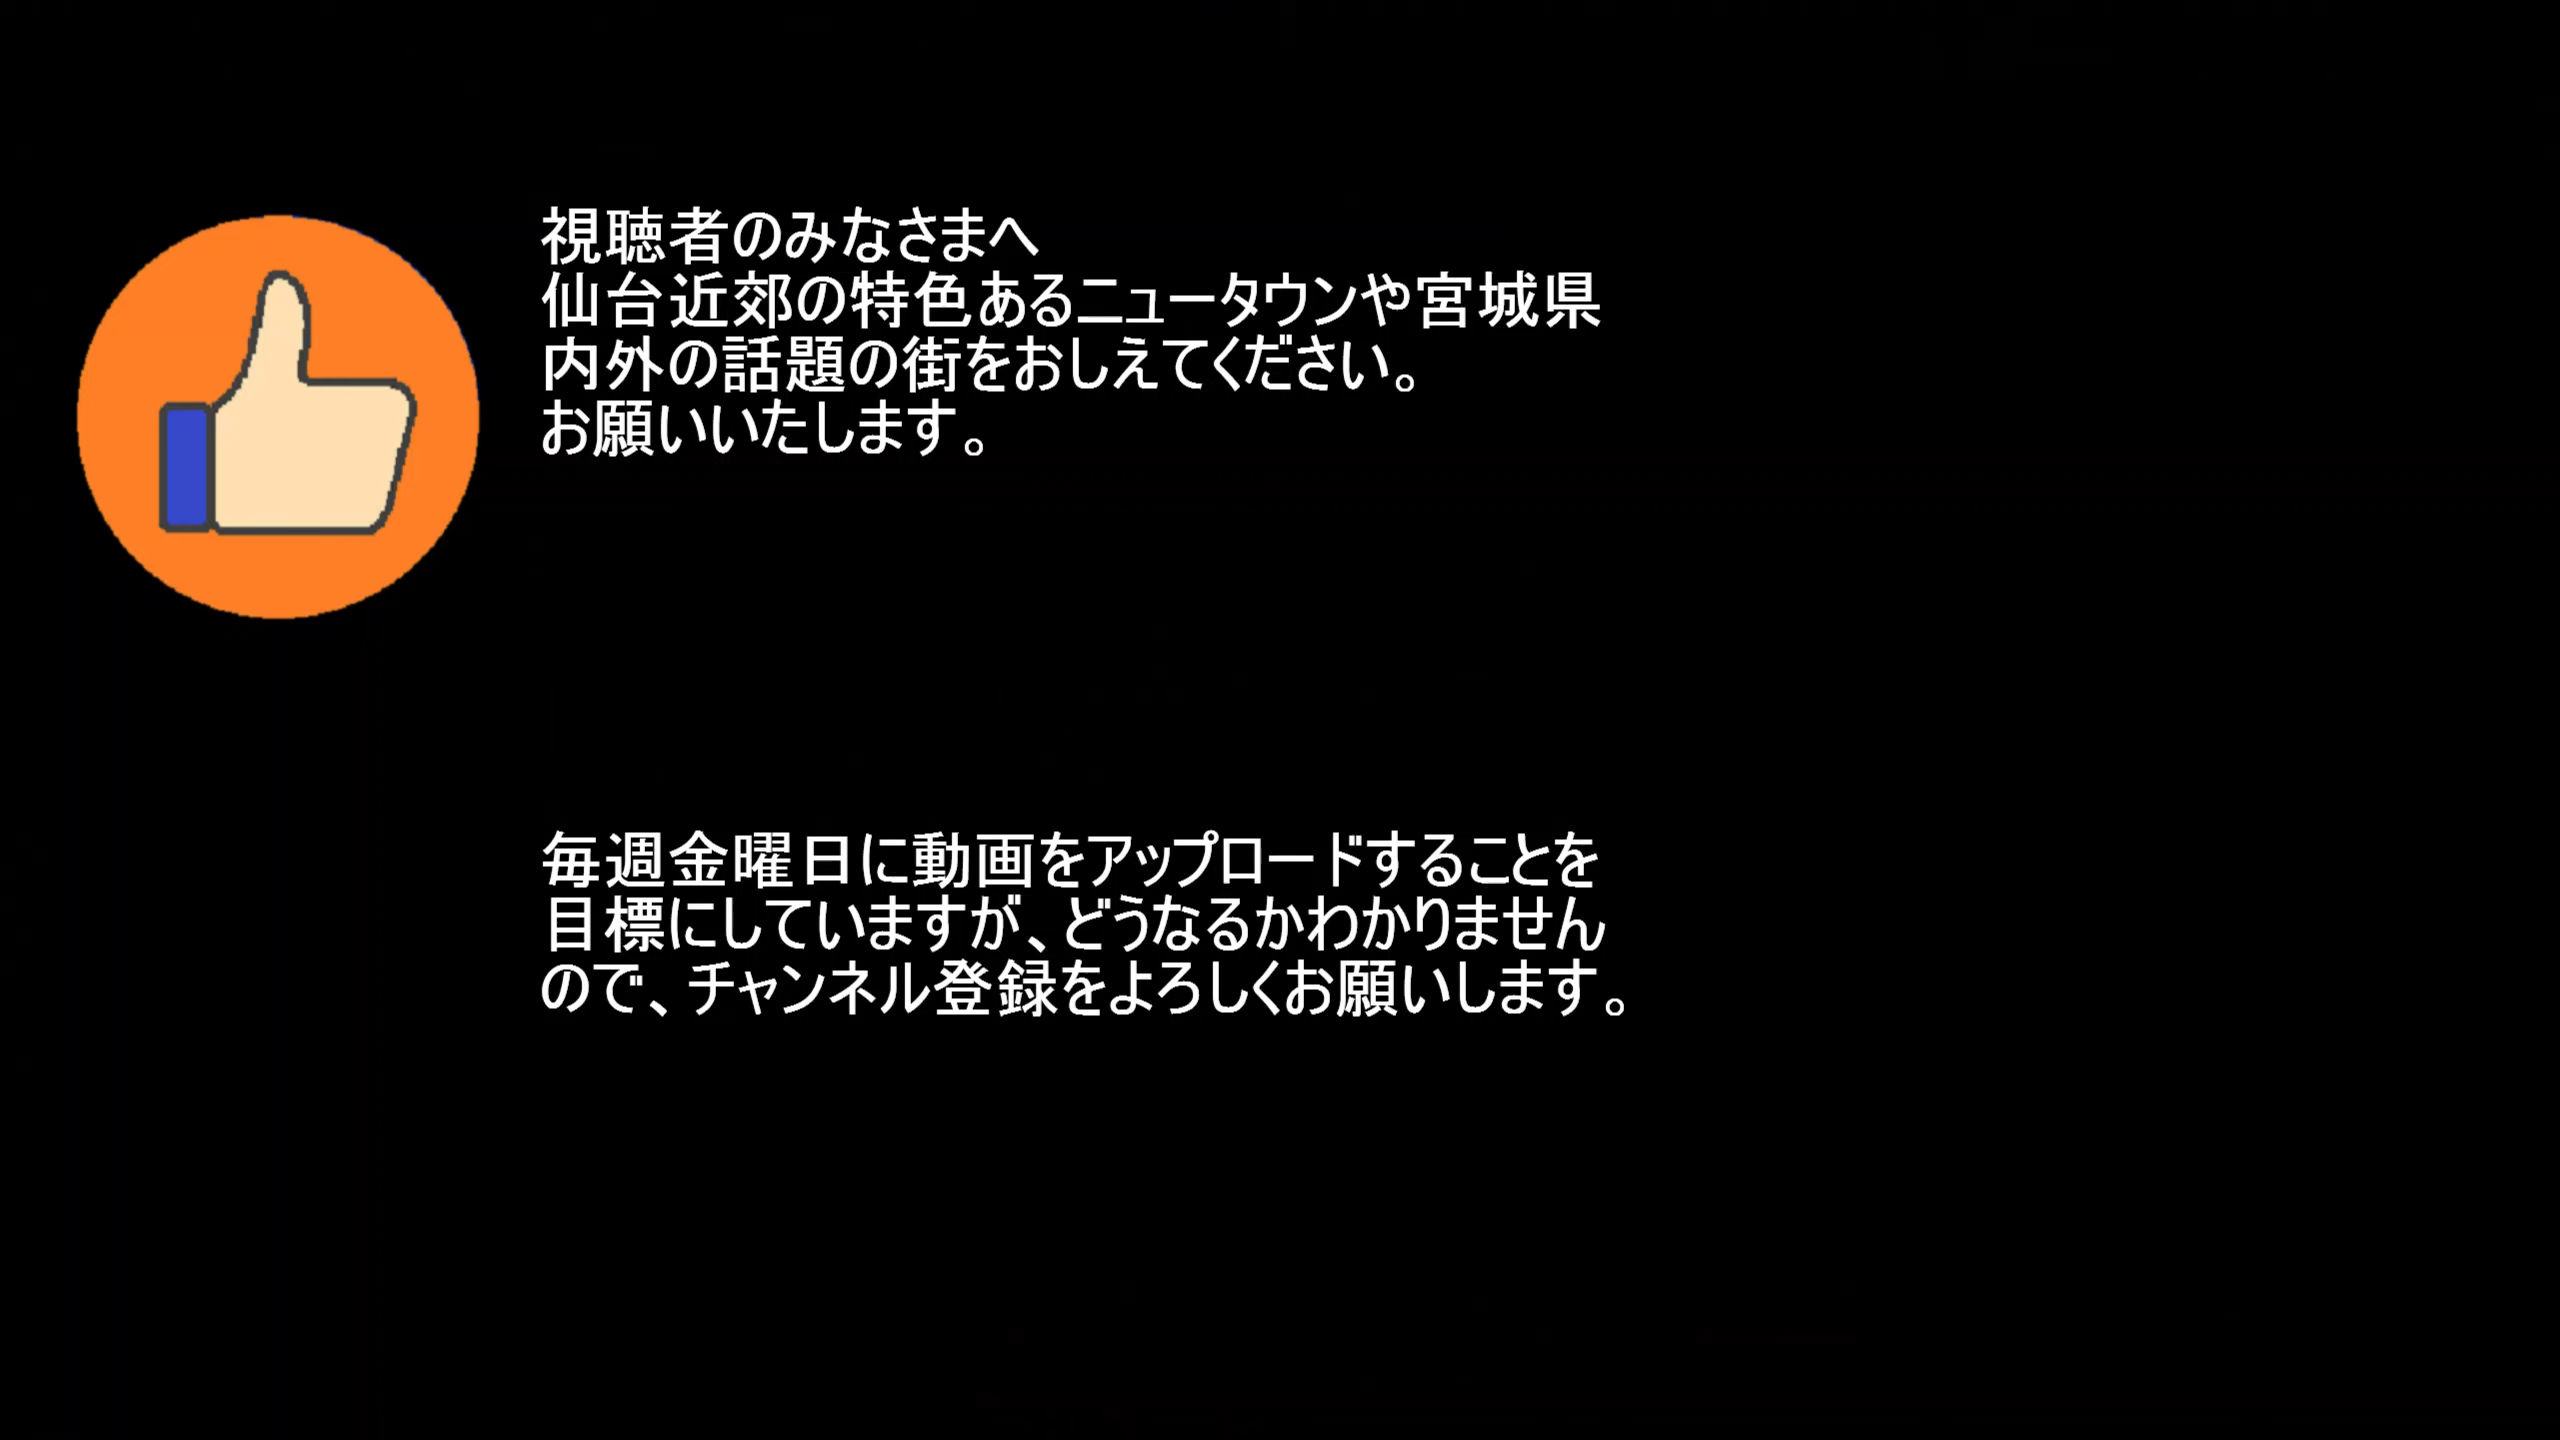 視聴者のみなさまへ
仙台近郊の特色あるニュータウンや宮城県
内外の話題の街をおしえてください。
お願いいたします。
毎週金曜日に動画をアップロードすることを
目標にしていますが、どうなるかわかりません
ので、チャンネル登録をよろしくお願いします。